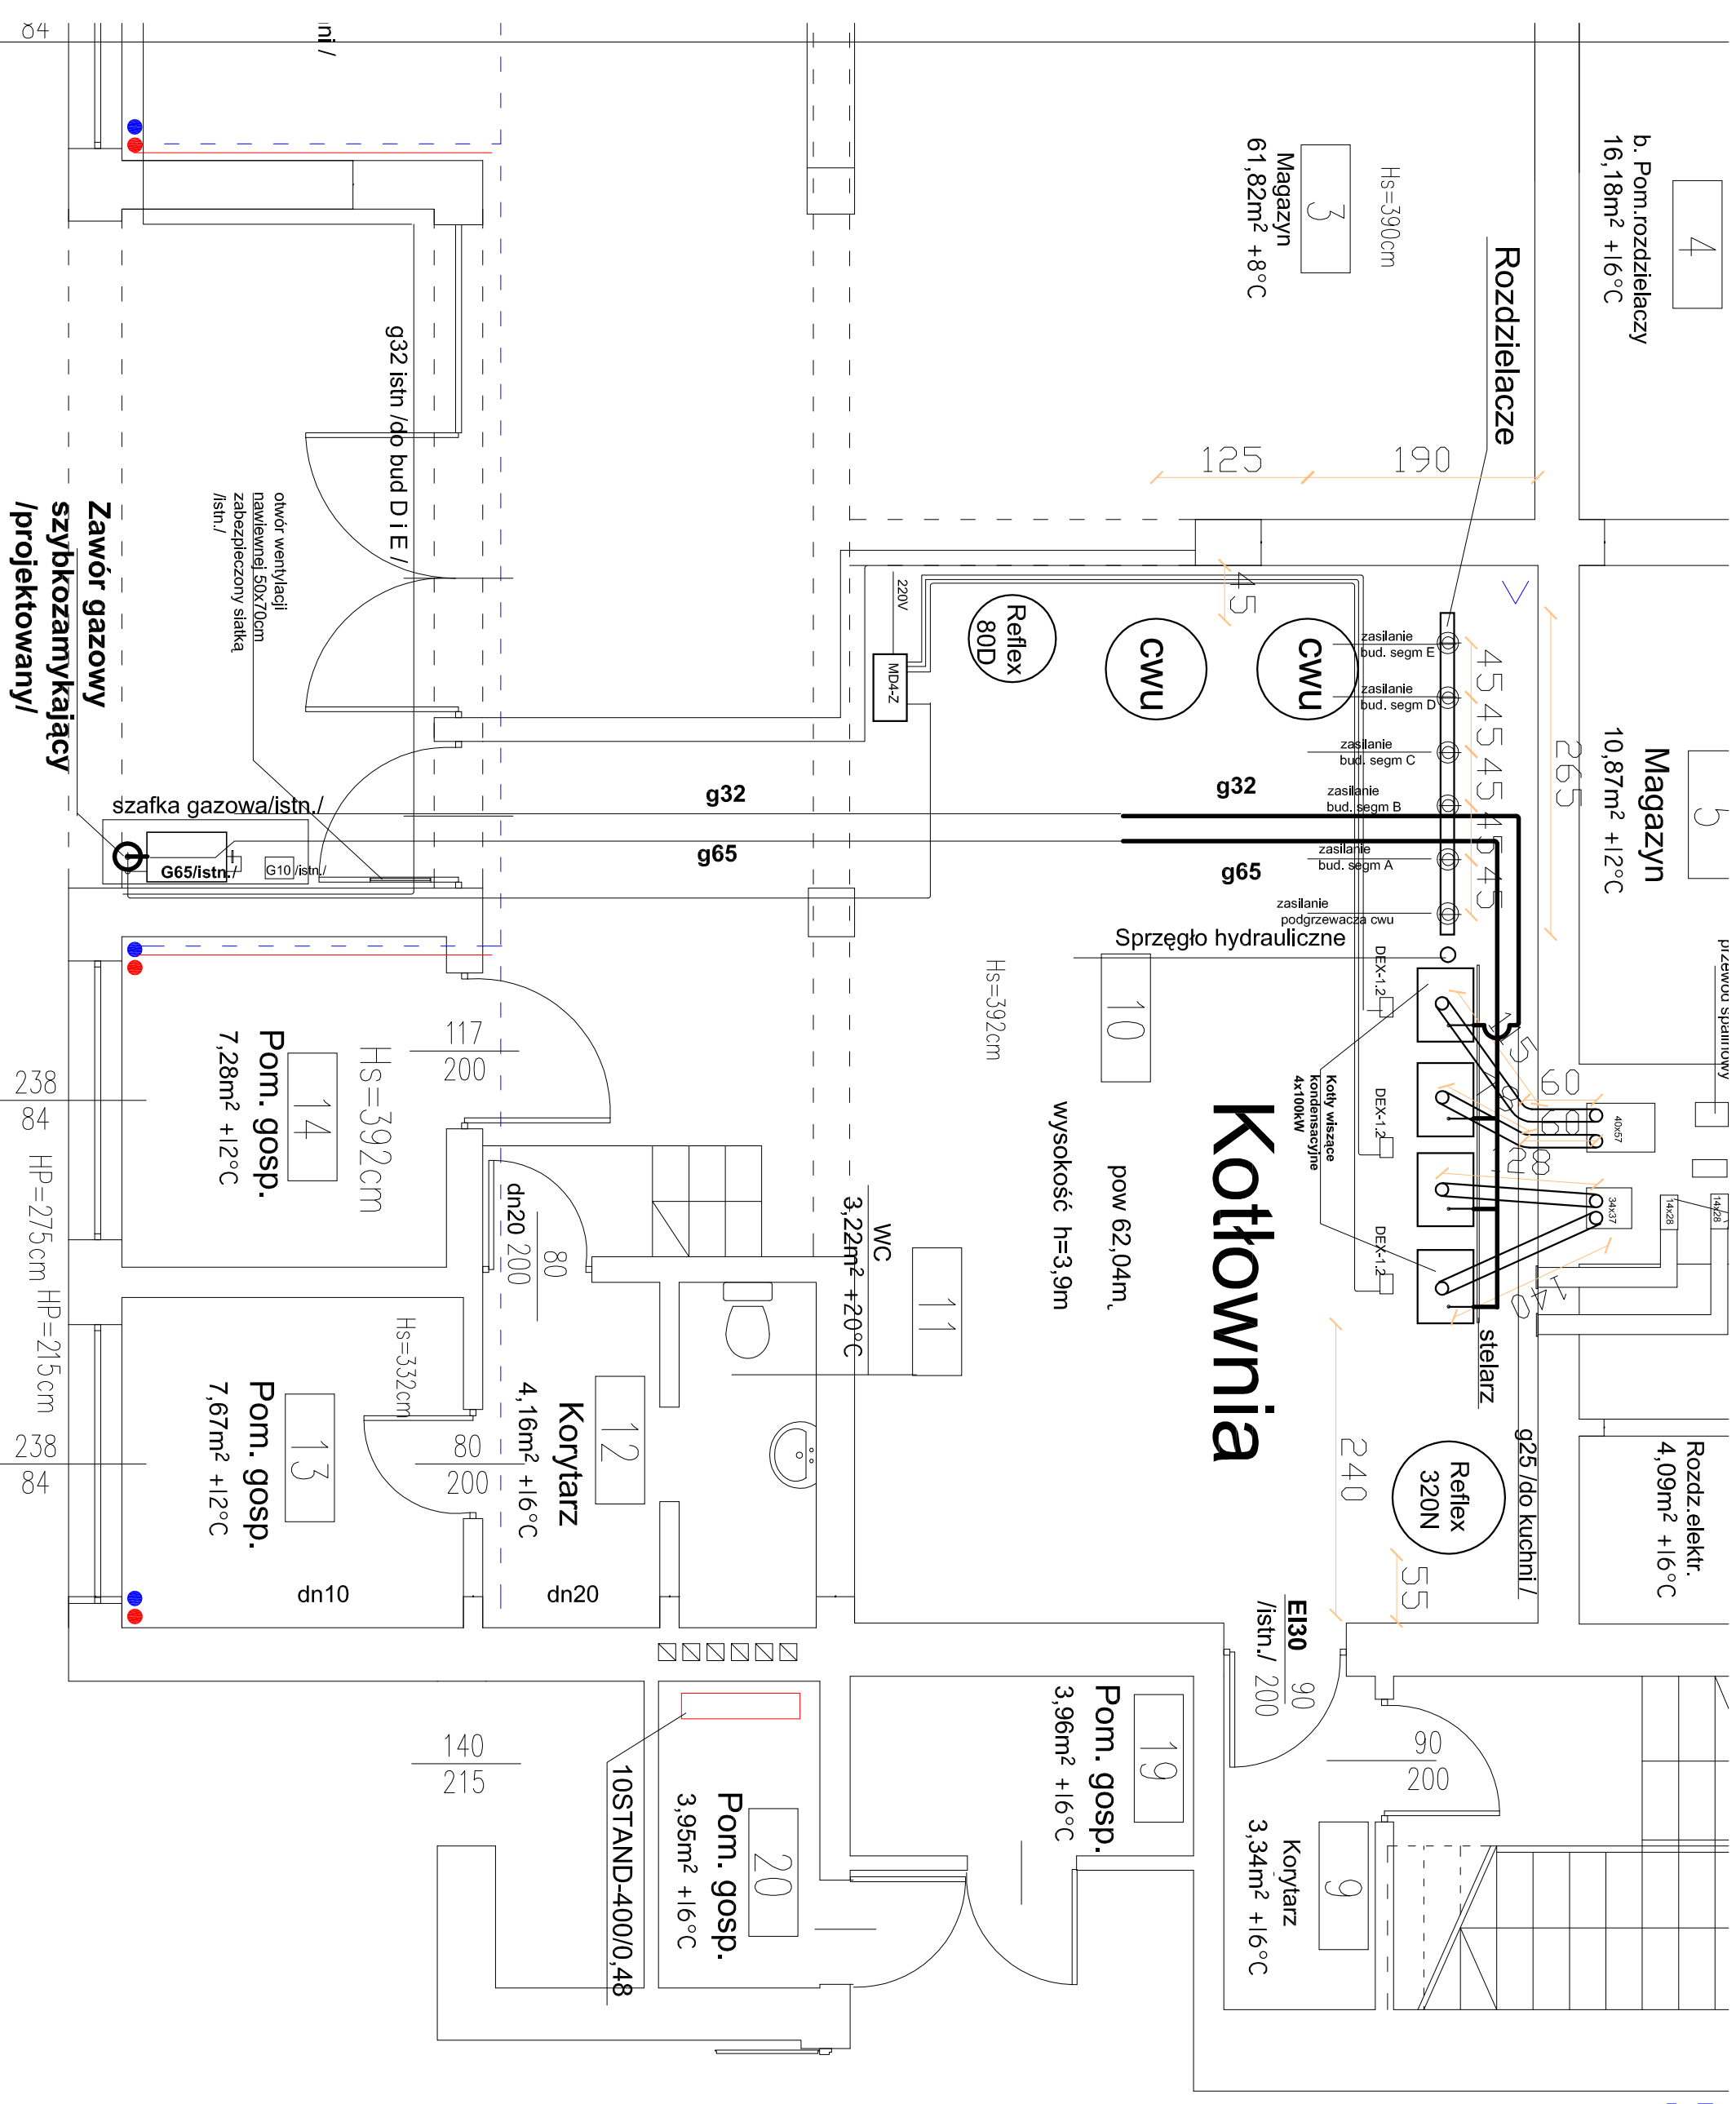 4
b. Pom.rozdzielaczy
16,18m² +16°C
Hs=390cm
3
Magazyn
61,82m² +8°C
Rozdzielacze
84
ni /
190
125
5
Magazyn
10,87m² +12°C
265
45
45
45
45
45
45
zasilanie
bud. segm E
zasilanie
bud. segm D
zasilanie
bud. segm C
zasilanie
bud. segm B
zasilanie
bud. segm A
zasilanie
podgrzewacza cwu
Sprzęgło hydrauliczne
cwu
cwu
Reflex
80D
220V
MD4-Z
g32
g65
g32
g65
g32 istn /do bud D i E /
otwór wentylacji
nawiewnej 50x70cm
zabezpieczony siatką
/istn./
Zawór gazowy
szybkozamykający
/projektowany/
szafka gazowa/istn./
G65/istn./
G10 /istn./
przewód spalinowy
40x57
34x37
14x28
14x28
60
60
128
140
DEX-1.2
DEX-1.2
DEX-1.2
Kotły wiszące
kondensacyjne
4x100kW
10
Hs=392cm
Kotłownia
pow 62,04m
wysokość h=3,9m
stelarz
g25 /do kuchni /
Reflex
320N
240
55
Rozdz.elektr.
4,09m² +16°C
EI30
/istn./
90
200
90
200
9
Korytarz
3,34m² +16°C
11
WC
3,22m² +20°C
12
Korytarz
4,16m² +16°C
dn20
80
200
117
200
Hs=392cm
14
Pom. gosp.
7,28m² +12°C
Hs=332cm
13
Pom. gosp.
7,67m² +12°C
80
200
dn10
dn20
238
84
HP=275cm
HP=215cm
238
84
19
Pom. gosp.
3,96m² +16°C
20
Pom. gosp.
3,95m² +16°C
10STAND-400/0,48
140
215